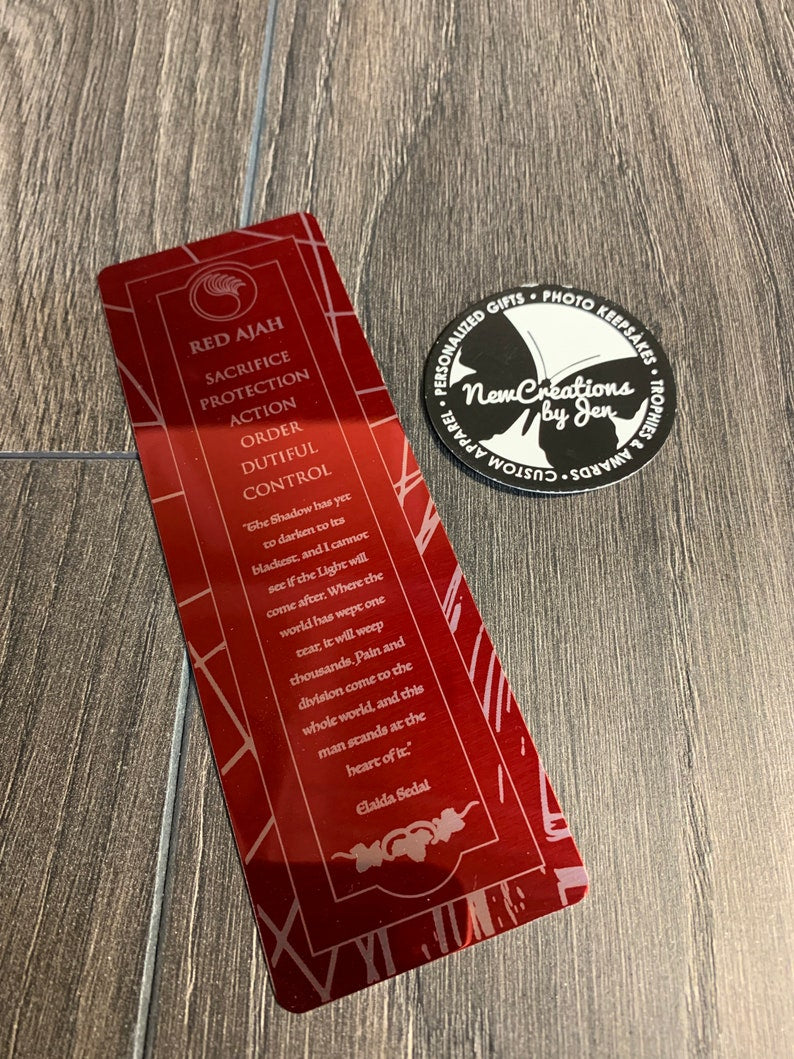 RED AJAH
SACRIFICE
PROTECTION
ACTION
ORDER
DUTIFUL
CONTROL
"The Shadow has yet
to darken to its
blackest, and I cannot
see if the Light will
come after. Where the
world has wept one
tear, it will weep
thousands. Pain and
division come to the
whole world, and this
man stands at the
heart of it."
Elaida Sedai
XI
CUSTOM APPAREL • PERSONALIZED GIFTS • PHOTO KEEPSAKES • TROPHIES & AWARDS •
NewCreations
by Jen